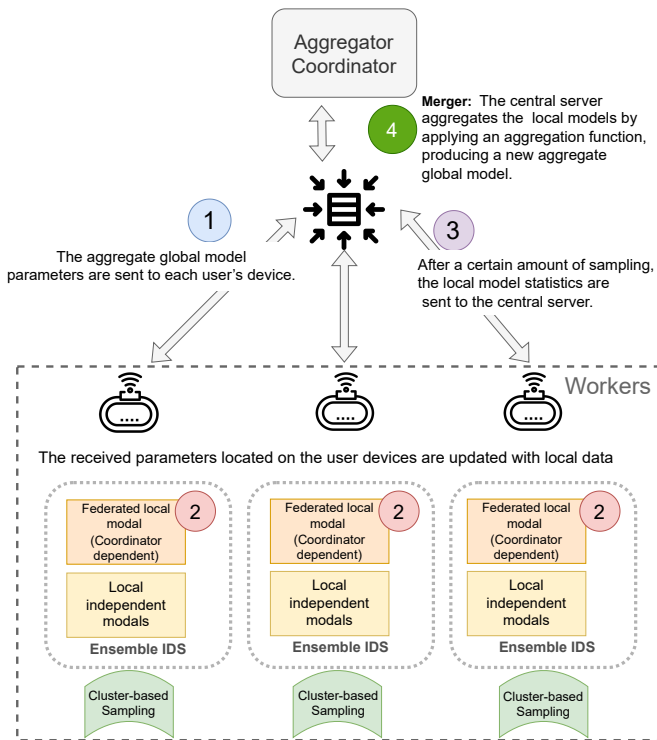 Aggregator
Coordinator
4
Merger: The central server
aggregates the local models by
applying an aggregation function,
producing a new aggregate
global model.
1
The aggregate global model
parameters are sent to each user's device.
3
After a certain amount of sampling,
the local model statistics are
sent to the central server.
Workers
The received parameters located on the user devices are updated with local data
Federated local
modal
(Coordinator
dependent)
2
Local
independent
modals
Ensemble IDS
Cluster-based
Sampling
Federated local
modal
(Coordinator
dependent)
2
Local
independent
modals
Ensemble IDS
Cluster-based
Sampling
Federated local
modal
(Coordinator
dependent)
2
Local
independent
modals
Ensemble IDS
Cluster-based
Sampling